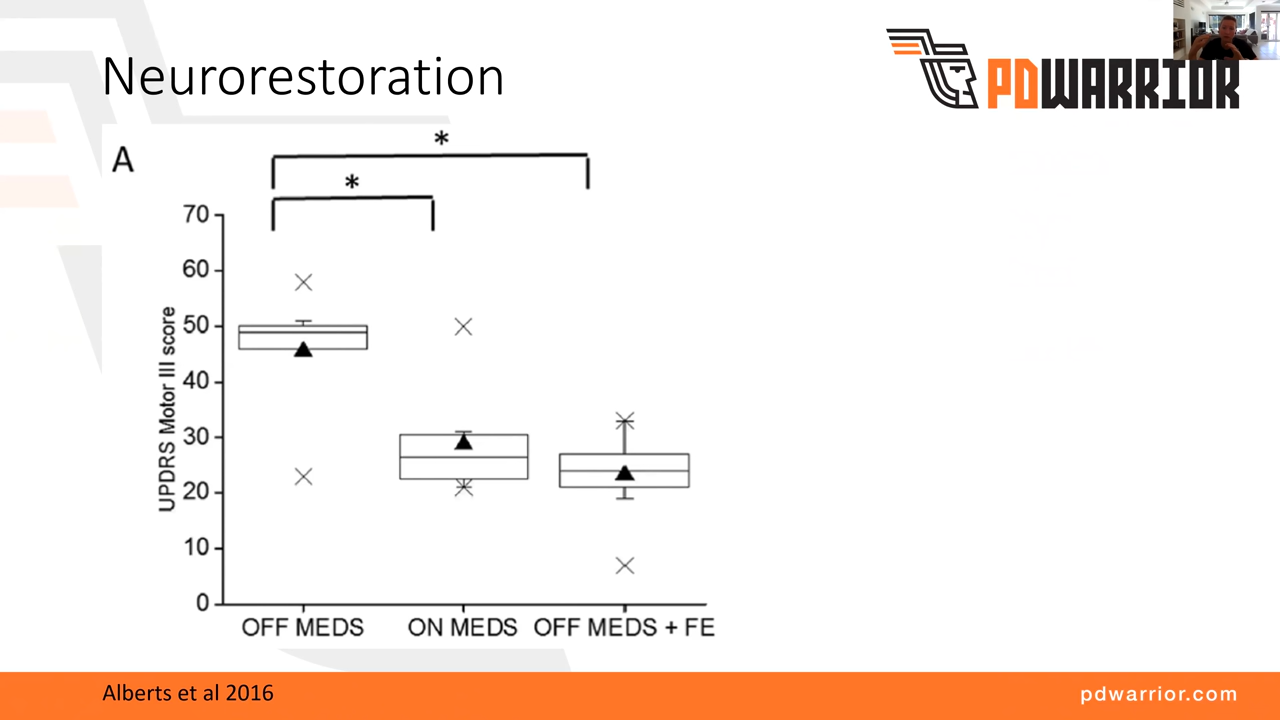 Neurorestoration
PDWARRIOR
A
*
*
70
60
50
40
30
20
10
0
UPDRS Motor III score
OFF MEDS
ON MEDS
OFF MEDS + FE
Alberts et al 2016
pdwarrior.com